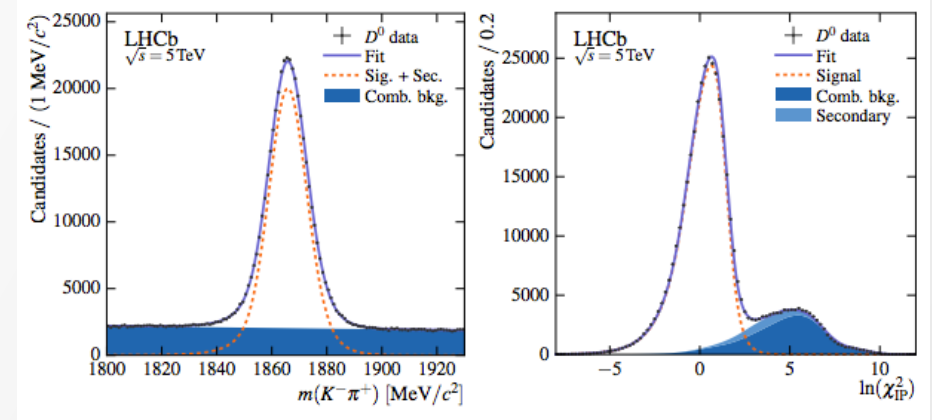 Candidates / (1 MeV/c²)
25000
20000
15000
10000
5000
0
LHCb
√s = 5 TeV
D⁰ data
Fit
Sig. + Sec.
Comb. bkg.
1800 1820 1840 1860 1880 1900 1920
m(K⁻π⁺) [MeV/c²]
Candidates / 0.2
25000
20000
15000
10000
5000
0
LHCb
√s = 5 TeV
D⁰ data
Fit
Signal
Comb. bkg.
Secondary
−5 0 5 10
ln(χ²_IP)